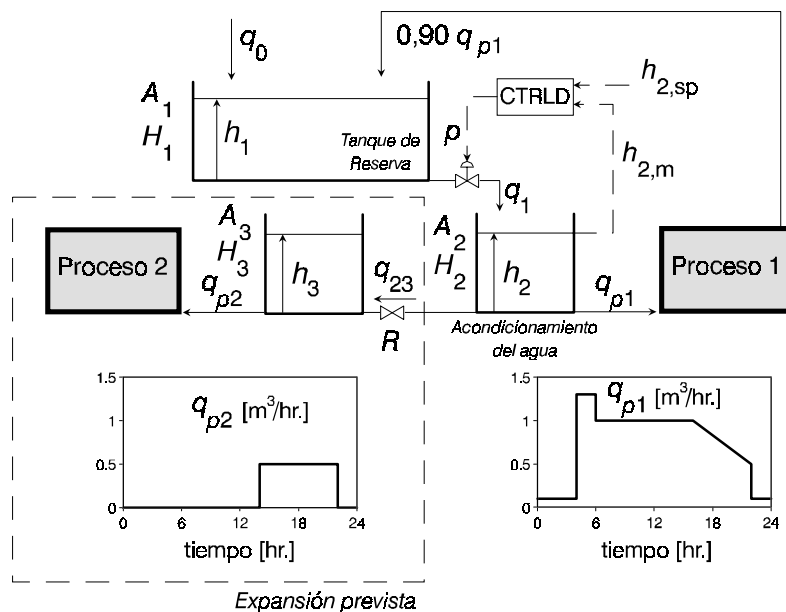 q0
0,90 qp1
A1
H1
h1
Tanque de
Reserva
CTRLD
h2,sp
h2,m
p
q1
Proceso 2
A3
H3
h3
qp2
q23
R
A2
H2
h2
qp1
Proceso 1
Acondicionamiento
del agua
qp2 [m³/hr.]
1.5
1
0.5
0
0 6 12 18 24
tiempo [hr.]
qp1 [m³/hr.]
1.5
1
0.5
0
0 6 12 18 24
tiempo [hr.]
Expansión prevista